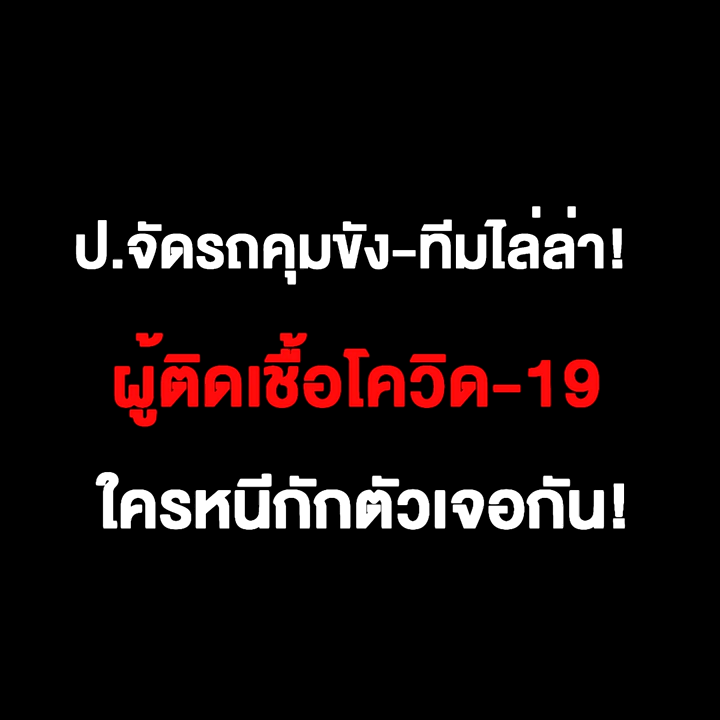 ป.จัดรถคุมขัง-ทีมไล่ล่า!
ผู้ติดเชื้อโควิด-19
ใครหนีกักตัวเจอกัน!